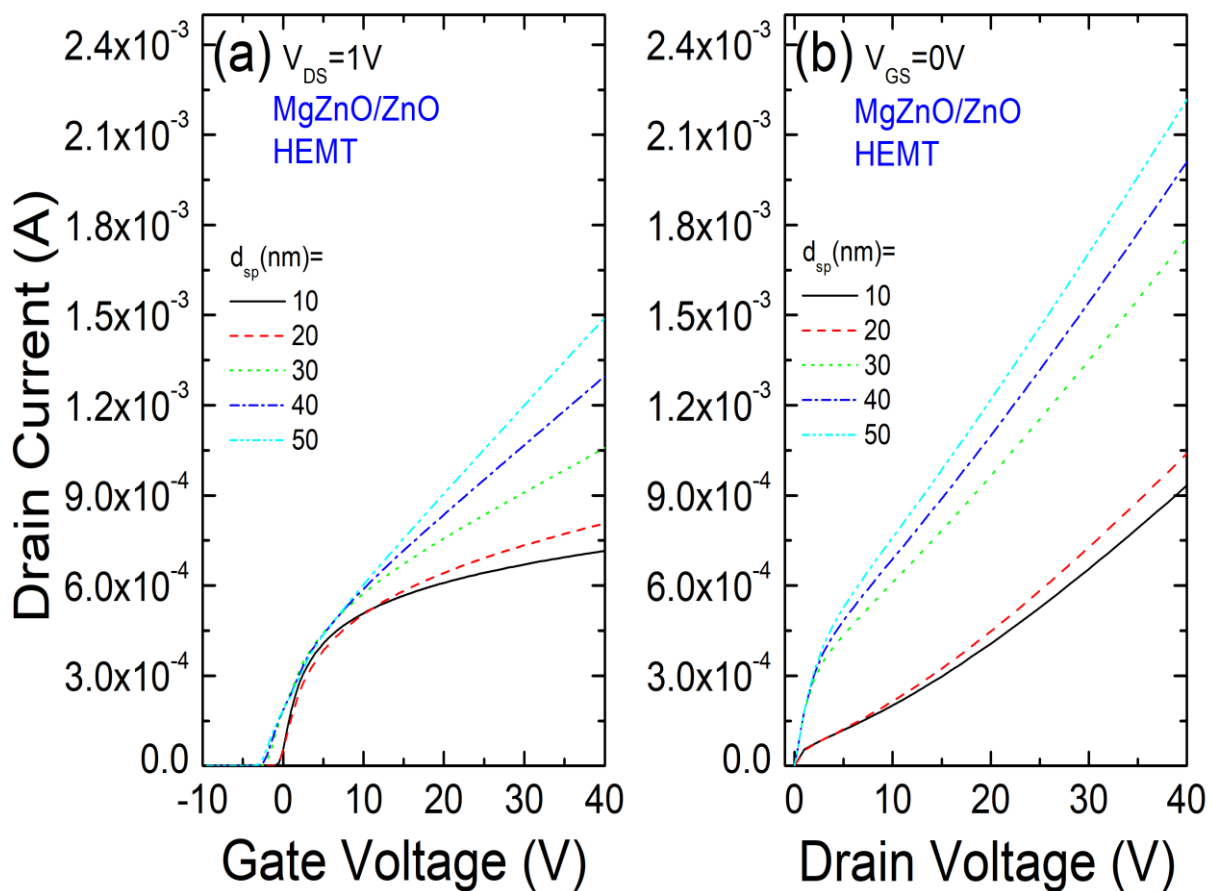 Drain Current (A)
2.4x10⁻³
2.1x10⁻³
1.8x10⁻³
1.5x10⁻³
1.2x10⁻³
9.0x10⁻⁴
6.0x10⁻⁴
3.0x10⁻⁴
0.0
(a) V_DS=1V
MgZnO/ZnO
HEMT
d_sp(nm)=
10
20
30
40
50
-10 0 10 20 30 40
Gate Voltage (V)
2.4x10⁻³
2.1x10⁻³
1.8x10⁻³
1.5x10⁻³
1.2x10⁻³
9.0x10⁻⁴
6.0x10⁻⁴
3.0x10⁻⁴
0.0
(b) V_GS=0V
MgZnO/ZnO
HEMT
d_sp(nm)=
10
20
30
40
50
0 10 20 30 40
Drain Voltage (V)